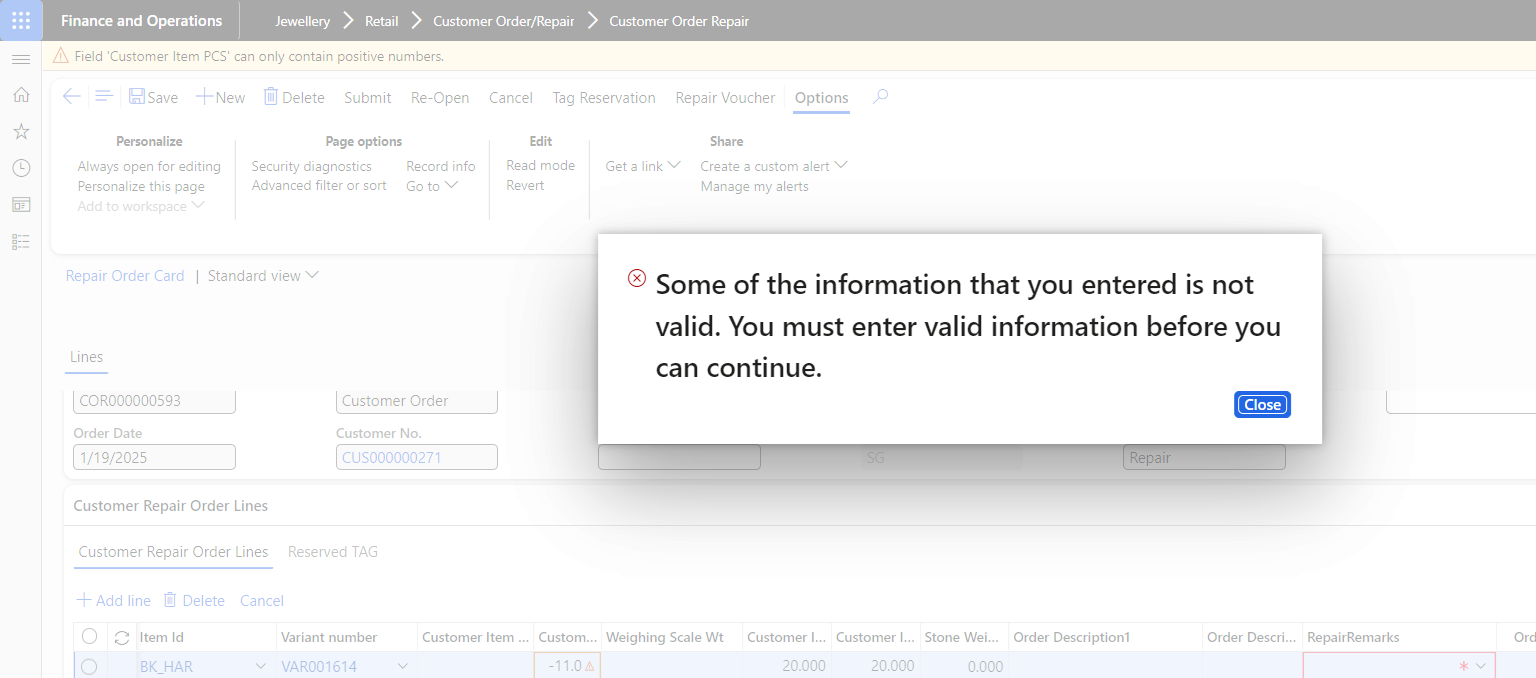 Finance and Operations Jewellery Retail Customer Order/Repair Customer Order Repair
Field 'Customer Item PCS' can only contain positive numbers.
Save New Delete Submit Re-Open Cancel Tag Reservation Repair Voucher Options
Personalize Page options Edit Share
Always open for editing Security diagnostics Record info Read mode Get a link Create a custom alert
Personalize this page Advanced filter or sort Go to Revert Manage my alerts
Add to workspace
Some of the information that you entered is not
valid. You must enter valid information before you
can continue.
Close
Repair Order Card | Standard view
Lines
COR000000593 Customer Order
Order Date Customer No.
1/19/2025 CUS000000271 SG Repair
Customer Repair Order Lines
Customer Repair Order Lines Reserved TAG
Add line Delete Cancel
Item Id Variant number Customer Item ... Custom... Weighing Scale Wt Customer I... Customer I... Stone Wei... Order Description1 Order Descri... RepairRemarks Ord
BK_HAR VAR001614 -11.0 20.000 20.000 0.000 *